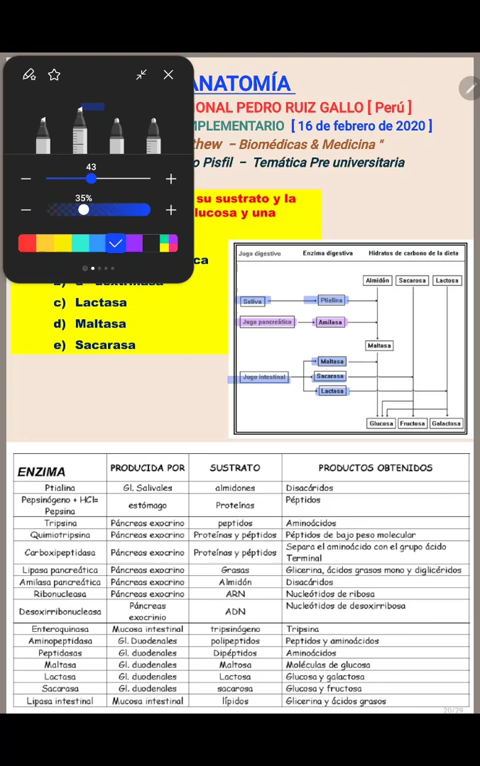 ANATOMÍA
IONAL PEDRO RUIZ GALLO [ Perú ]
MPLEMENTARIO [ 16 de febrero de 2020 ]
thew – Biomédicas & Medicina "
o Pisfil – Temática Pre universitaria
43
35%
su sustrato y la
lucosa y una
ca
c) Lactasa
d) Maltasa
e) Sacarasa
Jugo digestivo Enzima digestiva Hidratos de carbono de la dieta
Almidón Sacarosa Lactosa
Saliva Ptialina
Jugo pancreático Amilasa
Maltosa
Maltasa
Jugo intestinal Sacarasa
Lactasa
Glucosa Fructosa Galactosa
ENZIMA PRODUCIDA POR SUSTRATO PRODUCTOS OBTENIDOS
Ptialina Gl. Salivales almidones Disacáridos
Pepsinógeno + HCl= Pepsina estómago Proteínas Péptidos
Tripsina Páncreas exocrino peptidos Aminoácidos
Quimiotripsina Páncreas exocrino Proteínas y péptidos Péptidos de bajo peso molecular
Carboxipeptidasa Páncreas exocrino Proteínas y péptidos Separa el aminoácido con el grupo ácido Terminal
Lipasa pancreática Páncreas exocrino Grasas Glicerina, ácidos grasos mono y diglicéridos
Amilasa pancreática Páncreas exocrino Almidón Disacáridos
Ribonucleasa Páncreas exocrino ARN Nucleótidos de ribosa
Desoxirribonucleasa Páncreas exocrinio ADN Nucleótidos de desoxirribosa
Enteroquinasa Mucosa intestinal tripsinógeno Tripsina
Aminopeptidasa Gl. Duodenales polipeptidos Peptidos y aminoácidos
Peptidasas Gl. duodenales Dipéptidos Aminoácidos
Maltasa Gl. duodenales Maltosa Moléculas de glucosa
Lactasa Gl. duodenales Lactosa Glucosa y galactosa
Sacarasa Gl. duodenales sacarosa Glucosa y fructosa
Lipasa intestinal Mucosa intestinal lípidos Glicerina y ácidos grasos
20/29